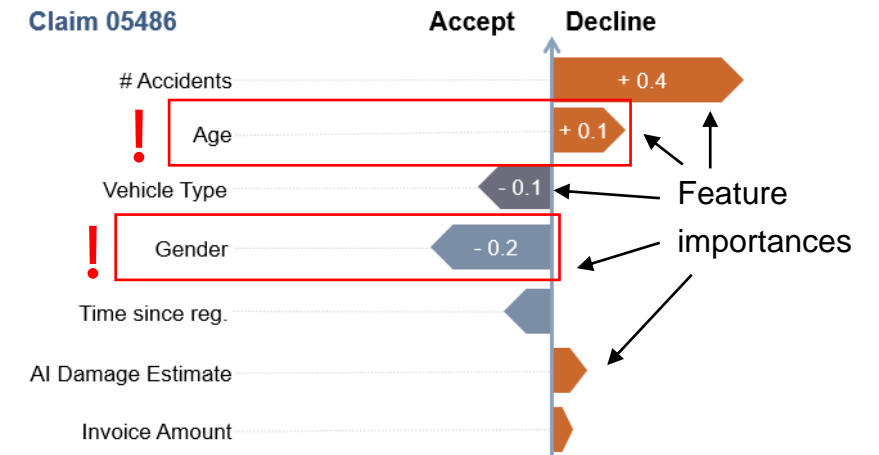 Claim 05486
Accept
Decline
# Accidents
+ 0.4
!
Age
+ 0.1
Vehicle Type
- 0.1
Feature
importances
!
Gender
- 0.2
Time since reg.
AI Damage Estimate
Invoice Amount